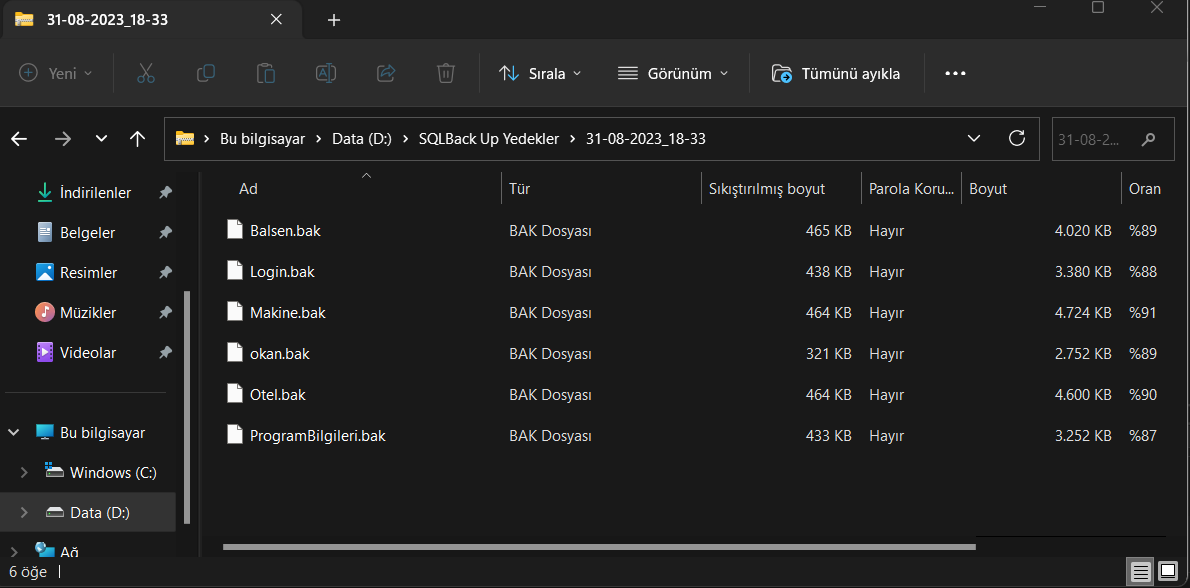 31-08-2023_18-33
Yeni Sırala Görünüm Tümünü ayıkla
Bu bilgisayar Data (D:) SQLBack Up Yedekler 31-08-2023_18-33 31-08-2...
Ad Tür Sıkıştırılmış boyut Parola Koru... Boyut Oran
İndirilenler
Belgeler
Resimler
Müzikler
Videolar
Bu bilgisayar
Windows (C:)
Data (D:)
Ağ
Balsen.bak BAK Dosyası 465 KB Hayır 4.020 KB %89
Login.bak BAK Dosyası 438 KB Hayır 3.380 KB %88
Makine.bak BAK Dosyası 464 KB Hayır 4.724 KB %91
okan.bak BAK Dosyası 321 KB Hayır 2.752 KB %89
Otel.bak BAK Dosyası 464 KB Hayır 4.600 KB %90
ProgramBilgileri.bak BAK Dosyası 433 KB Hayır 3.252 KB %87
6 öğe